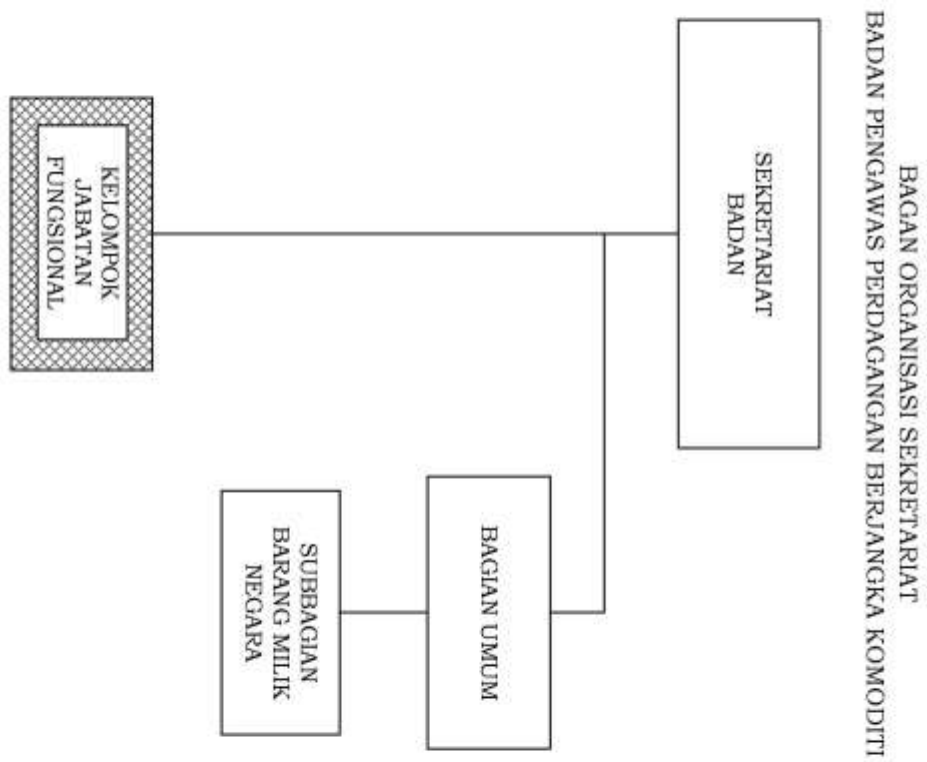 BAGAN ORGANISASI SEKRETARIAT
BADAN PENGAWAS PERDAGANGAN BERJANGKA KOMODITI
SEKRETARIAT
BADAN
BAGIAN UMUM
SUBBAGIAN
BARANG MILIK
NEGARA
KELOMPOK
JABATAN
FUNGSIONAL